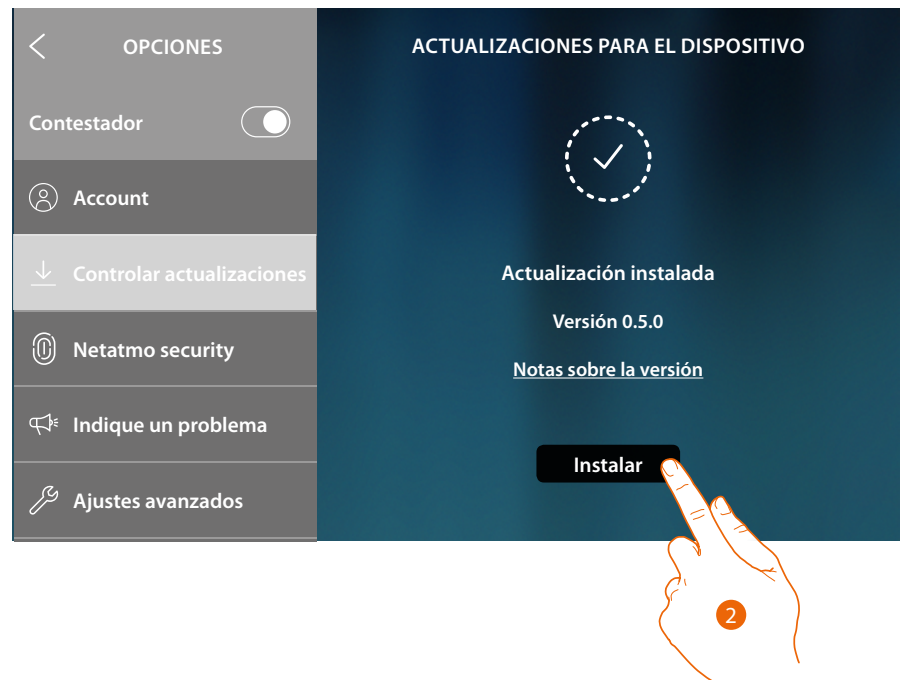 OPCIONES
Contestador
Account
Controlar actualizaciones
Netatmo security
Indique un problema
Ajustes avanzados
ACTUALIZACIONES PARA EL DISPOSITIVO
Actualización instalada
Versión 0.5.0
Notas sobre la versión
Instalar
2